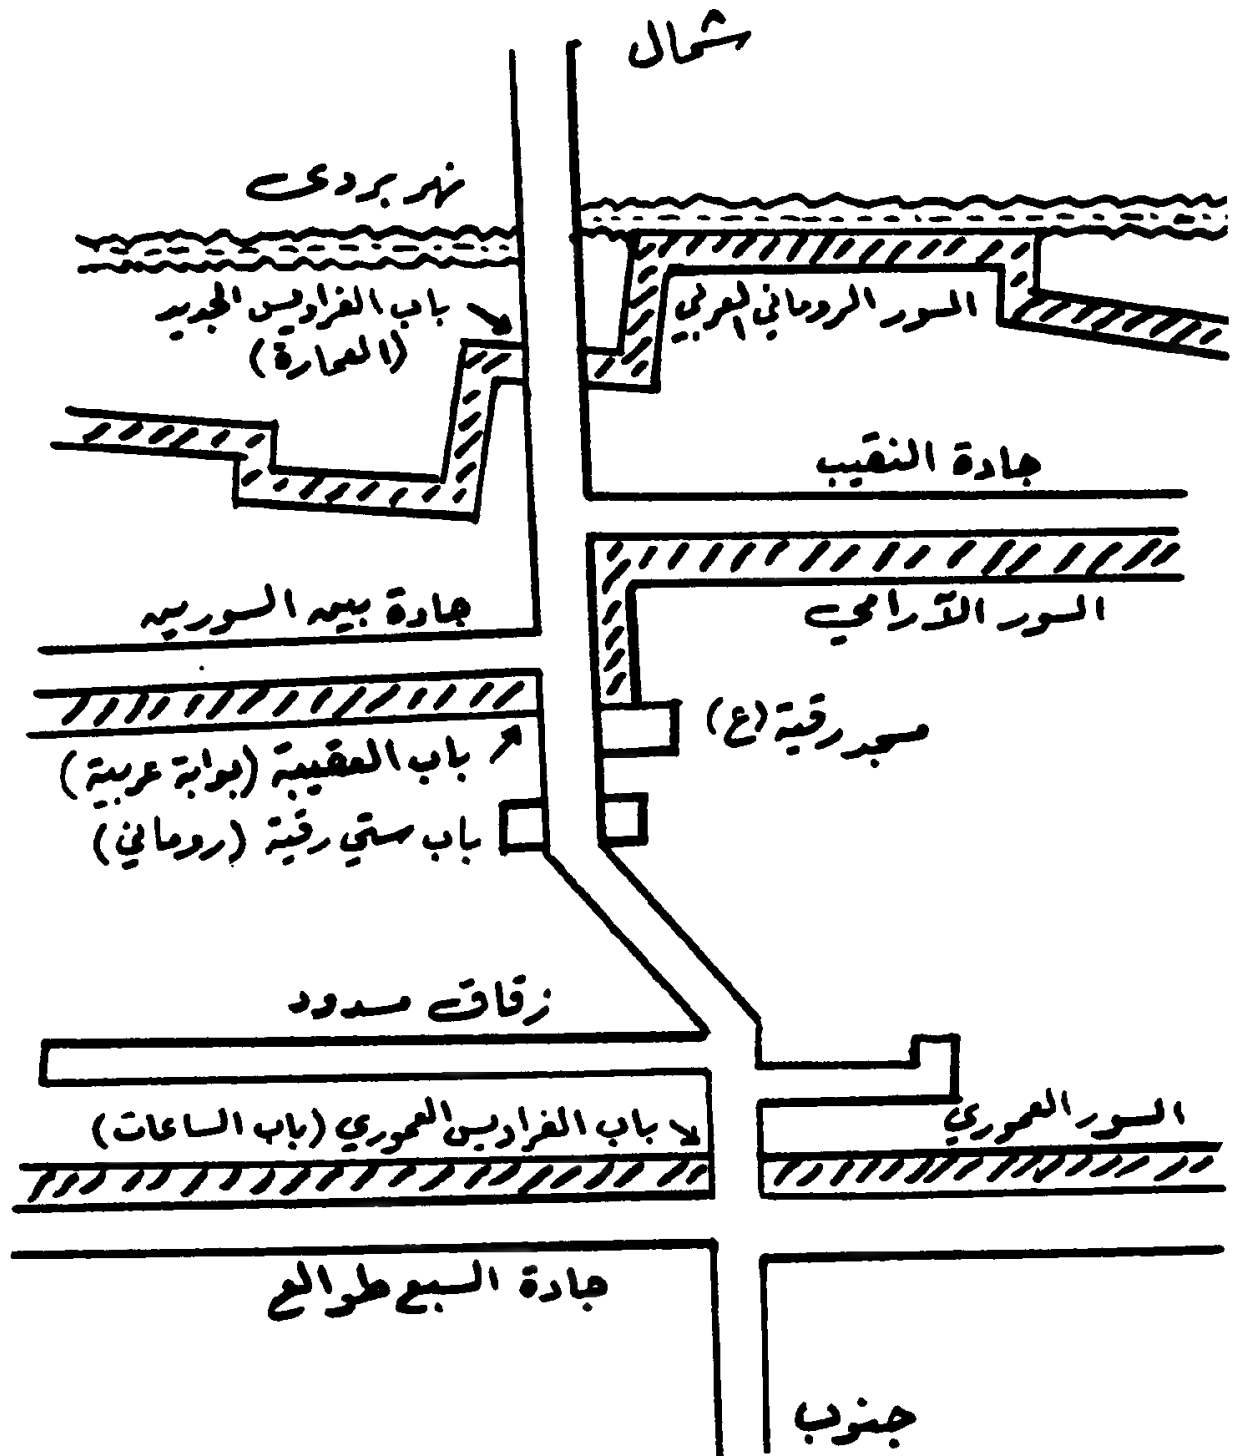 شمال
نهر بردى
باب الفراديس الجديد
(العمارة)
السور الروماني العربي
جادة النقيب
السور الآرامي
جادة بين السورين
مسجد رقية (ع)
باب العقيبة (بوابة عربية)
باب ستي رقية (روماني)
زقاق مسدود
السور العموري
باب الفراديس العموري (باب الساعات)
جادة السبع طوالع
جنوب